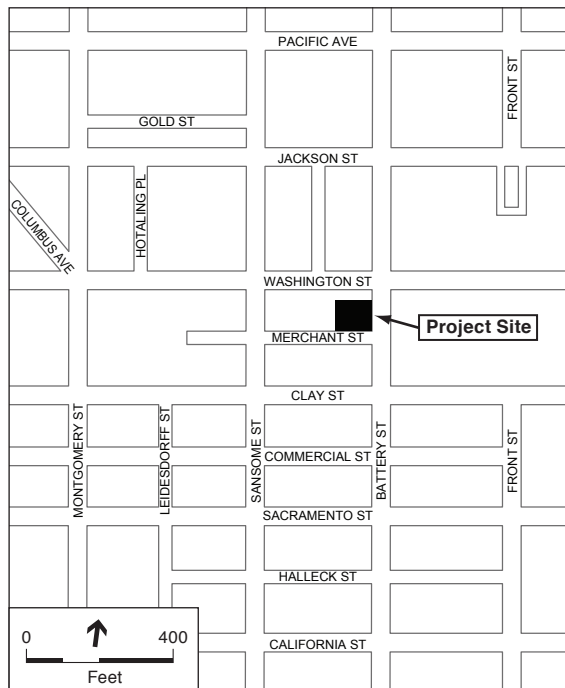 PACIFIC AVE
FRONT ST
GOLD ST
JACKSON ST
HOTALING PL
COLUMBUS AVE
WASHINGTON ST
Project Site
MERCHANT ST
CLAY ST
MONTGOMERY ST
LEIDESDORFF ST
SANSOME ST
BATTERY ST
FRONT ST
COMMERCIAL ST
SACRAMENTO ST
HALLECK ST
CALIFORNIA ST
0 400
Feet